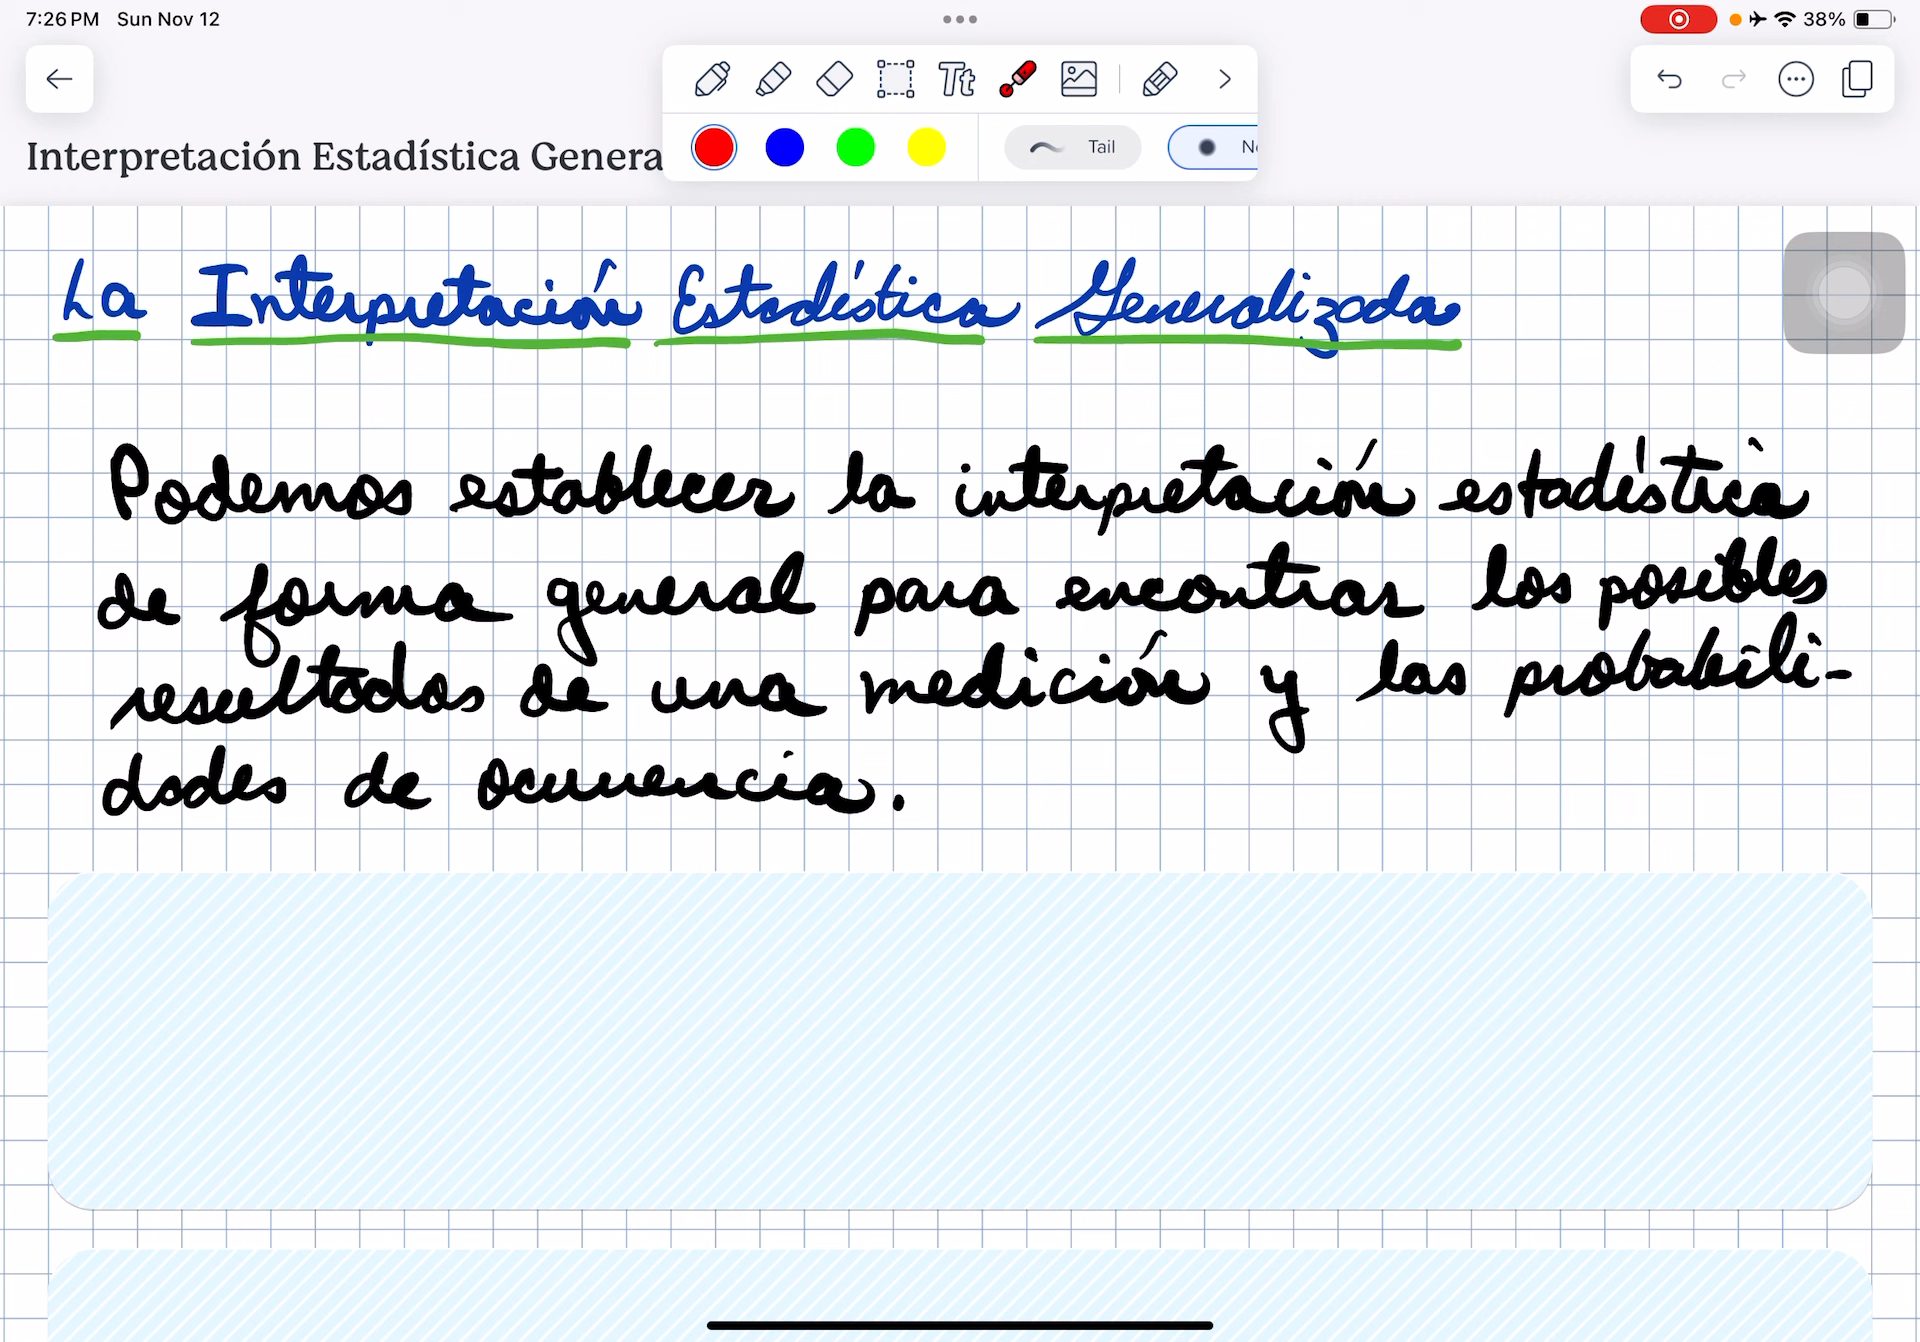 7:26 PM Sun Nov 12
38%
Tt
Tail
Interpretación Estadística Genera
La Interpretación Estadística Generalizada
Podemos establecer la interpretación estadística
de forma general para encontrar los posibles
resultados de una medición y las probabili-
dades de ocurrencia.